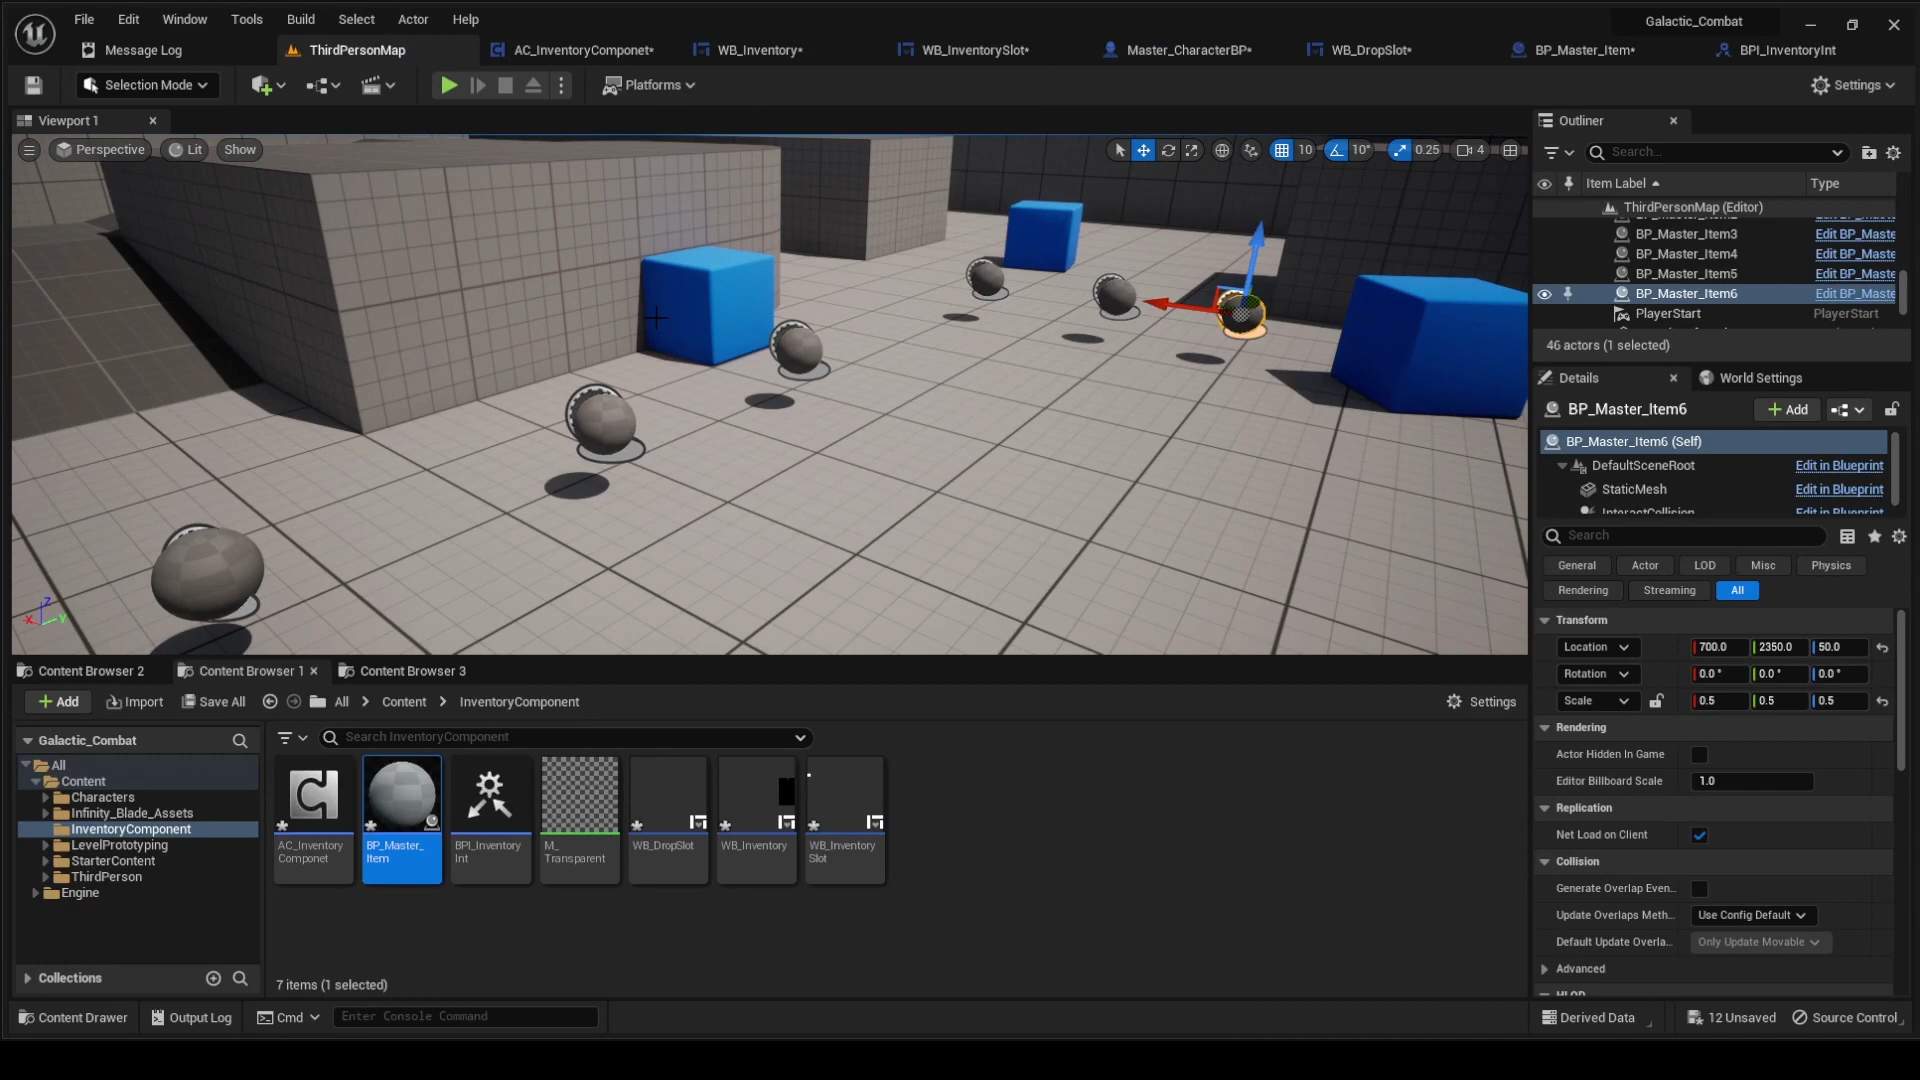 File Edit Window Tools Build Select Actor Help
Galactic_Combat
Message Log
ThirdPersonMap
AC_InventoryComponet*
WB_Inventory*
WB_InventorySlot*
Master_CharacterBP*
WB_DropSlot*
BP_Master_Item*
BPI_InventoryInt
Selection Mode
Platforms
Settings
Viewport 1
Perspective
Lit
Show
10
10°
0.25
4
Outliner
Search...
Item Label
Type
ThirdPersonMap (Editor)
BP_Master_Item3 Edit BP_Maste
BP_Master_Item4 Edit BP_Maste
BP_Master_Item5 Edit BP_Maste
BP_Master_Item6 Edit BP_Maste
PlayerStart PlayerStart
46 actors (1 selected)
Details
World Settings
BP_Master_Item6
Add
BP_Master_Item6 (Self)
DefaultSceneRoot Edit in Blueprint
StaticMesh Edit in Blueprint
InteractCollision Edit in Blueprint
Search
General Actor LOD Misc Physics
Rendering Streaming All
Transform
Location 700.0 2350.0 50.0
Rotation 0.0° 0.0° 0.0°
Scale 0.5 0.5 0.5
Rendering
Actor Hidden In Game
Editor Billboard Scale 1.0
Replication
Net Load on Client
Collision
Generate Overlap Even...
Update Overlaps Meth... Use Config Default
Default Update Overla... Only Update Movable
Advanced
HLOD
X
Y
Z
Content Browser 2
Content Browser 1
Content Browser 3
Add
Import
Save All
All
Content
InventoryComponent
Settings
Galactic_Combat
All
Content
Characters
Infinity_Blade_Assets
InventoryComponent
LevelPrototyping
StarterContent
ThirdPerson
Engine
Collections
Search InventoryComponent
AC_Inventory
Componet
BP_Master_
Item
BPI_Inventory
Int
M_
Transparent
WB_DropSlot
WB_Inventory
WB_Inventory
Slot
7 items (1 selected)
Content Drawer
Output Log
Cmd
Enter Console Command
Derived Data
12 Unsaved
Source Control